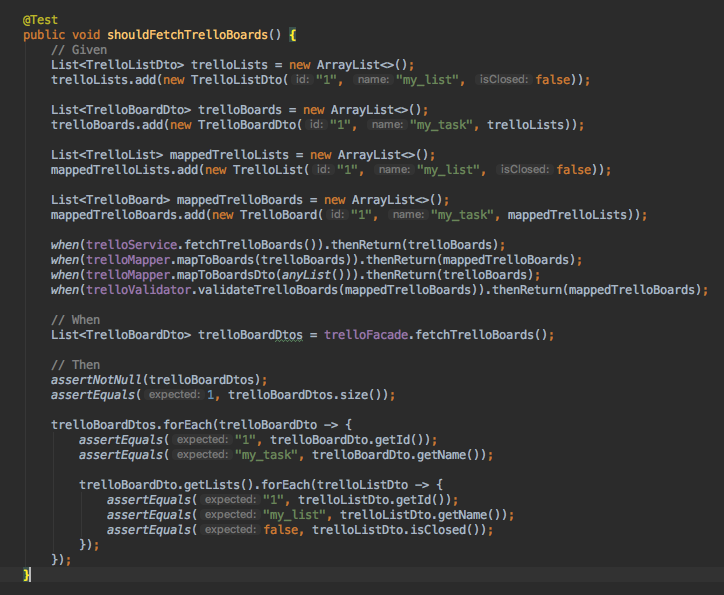 @Test
public void shouldFetchTrelloBoards() {
// Given
List<TrelloListDto> trelloLists = new ArrayList<>();
trelloLists.add(new TrelloListDto( id: "1", name: "my_list", isClosed: false));
List<TrelloBoardDto> trelloBoards = new ArrayList<>();
trelloBoards.add(new TrelloBoardDto( id: "1", name: "my_task", trelloLists));
List<TrelloList> mappedTrelloLists = new ArrayList<>();
mappedTrelloLists.add(new TrelloList( id: "1", name: "my_list", isClosed: false));
List<TrelloBoard> mappedTrelloBoards = new ArrayList<>();
mappedTrelloBoards.add(new TrelloBoard( id: "1", name: "my_task", mappedTrelloLists));
when(trelloService.fetchTrelloBoards()).thenReturn(trelloBoards);
when(trelloMapper.mapToBoards(trelloBoards)).thenReturn(mappedTrelloBoards);
when(trelloMapper.mapToBoardsDto(anyList())).thenReturn(trelloBoards);
when(trelloValidator.validateTrelloBoards(mappedTrelloBoards)).thenReturn(mappedTrelloBoards);
// When
List<TrelloBoardDto> trelloBoardDtos = trelloFacade.fetchTrelloBoards();
// Then
assertNotNull(trelloBoardDtos);
assertEquals( expected: 1, trelloBoardDtos.size());
trelloBoardDtos.forEach(trelloBoardDto -> {
assertEquals( expected: "1", trelloBoardDto.getId());
assertEquals( expected: "my_task", trelloBoardDto.getName());
trelloBoardDto.getLists().forEach(trelloListDto -> {
assertEquals( expected: "1", trelloListDto.getId());
assertEquals( expected: "my_list", trelloListDto.getName());
assertEquals( expected: false, trelloListDto.isClosed());
});
});
}